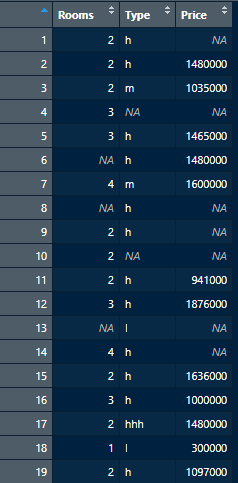 Rooms Type Price
1 2 h NA
2 2 h 1480000
3 2 m 1035000
4 3 NA NA
5 3 h 1465000
6 NA h 1480000
7 4 m 1600000
8 NA h NA
9 2 h NA
10 2 NA NA
11 2 h 941000
12 3 h 1876000
13 NA l NA
14 4 h NA
15 2 h 1636000
16 3 h 1000000
17 2 hhh 1480000
18 1 l 300000
19 2 h 1097000